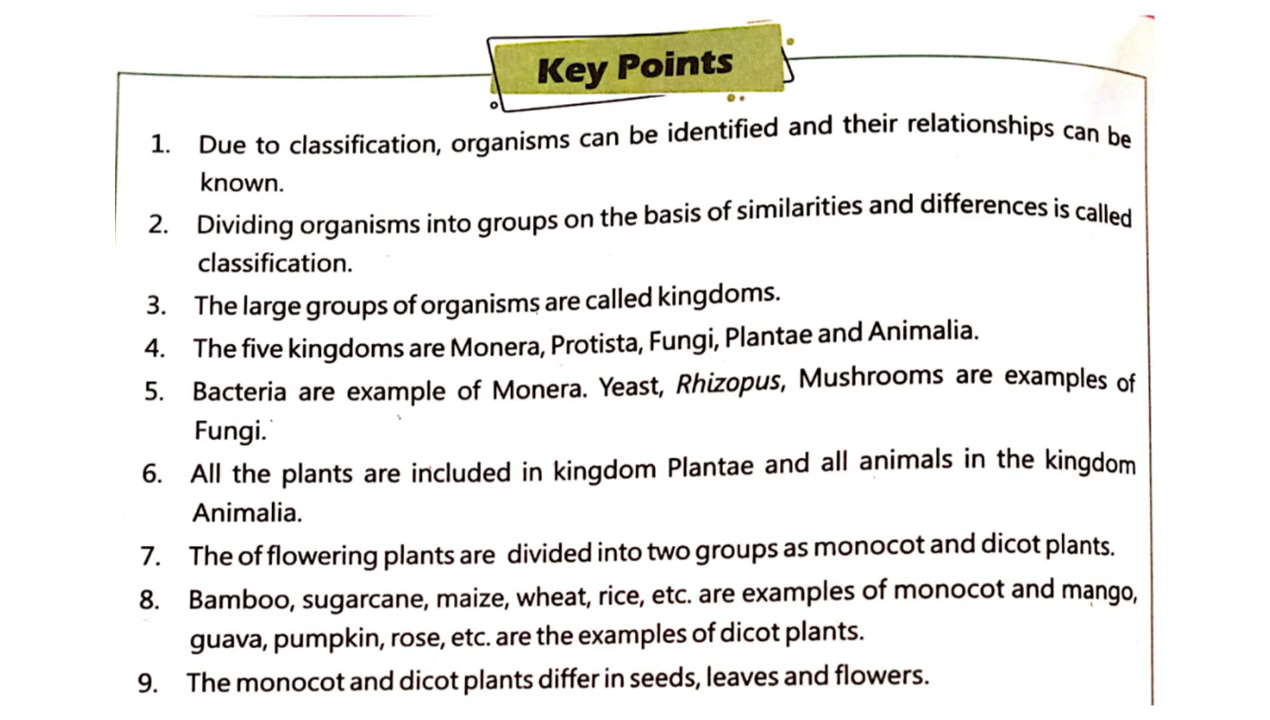 Key Points
1. Due to classification, organisms can be identified and their relationships can be
known.
2. Dividing organisms into groups on the basis of similarities and differences is called
classification.
3. The large groups of organisms are called kingdoms.
4. The five kingdoms are Monera, Protista, Fungi, Plantae and Animalia.
5. Bacteria are example of Monera. Yeast, Rhizopus, Mushrooms are examples of
Fungi.
6. All the plants are included in kingdom Plantae and all animals in the kingdom
Animalia.
7. The of flowering plants are divided into two groups as monocot and dicot plants.
8. Bamboo, sugarcane, maize, wheat, rice, etc. are examples of monocot and mango,
guava, pumpkin, rose, etc. are the examples of dicot plants.
9. The monocot and dicot plants differ in seeds, leaves and flowers.